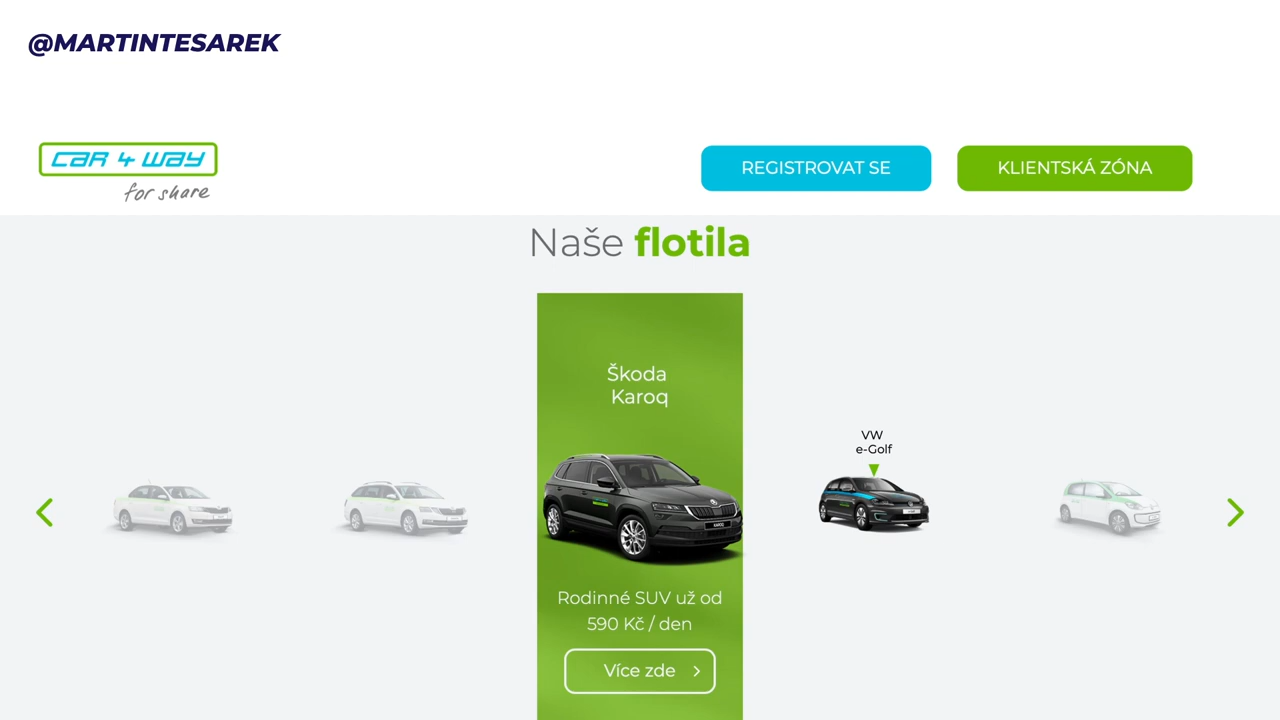 @MARTINTESAREK
CAR 4 WAY
for share
REGISTROVAT SE
KLIENTSKÁ ZÓNA
Naše flotila
Škoda
Karoq
VW
e-Golf
KAROQ
Rodinné SUV už od
590 Kč / den
Více zde